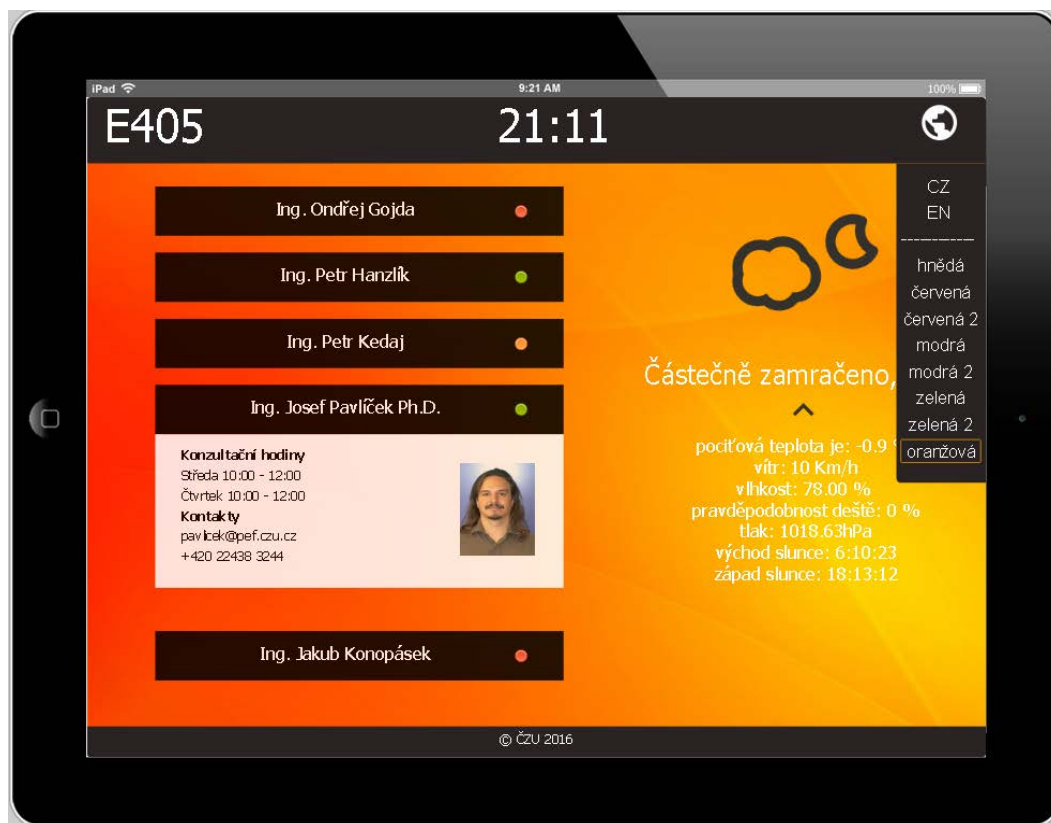 iPad 9:21 AM 100%
E405 21:11
CZ
EN
------------
hnědá
červená
červená 2
modrá
modrá 2
zelená
zelená 2
oranžová
Ing. Ondřej Gojda
Ing. Petr Hanzlík
Ing. Petr Kedaj
Ing. Josef Pavlíček Ph.D.
Konzultační hodiny
Středa 10:00 - 12:00
Čtvrtek 10:00 - 12:00
Kontakty
pavlicek@pef.czu.cz
+420 22438 3244
Ing. Jakub Konopásek
Částečně zamračeno,
pociťová teplota je: -0.9
vítr: 10 Km/h
vlhkost: 78.00 %
pravděpodobnost deště: 0 %
tlak: 1018.63hPa
východ slunce: 6:10:23
západ slunce: 18:13:12
© ČZU 2016